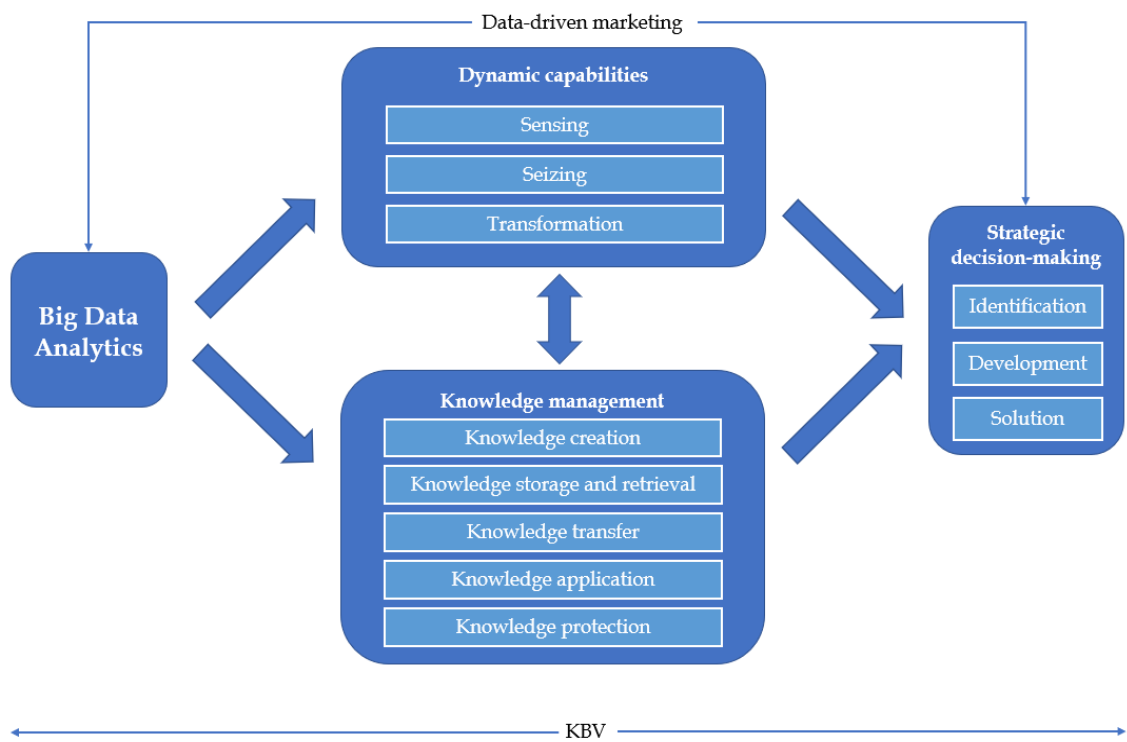 Data-driven marketing
Dynamic capabilities
Sensing
Seizing
Transformation
Big Data
Analytics
Strategic
decision-making
Identification
Development
Solution
Knowledge management
Knowledge creation
Knowledge storage and retrieval
Knowledge transfer
Knowledge application
Knowledge protection
KBV